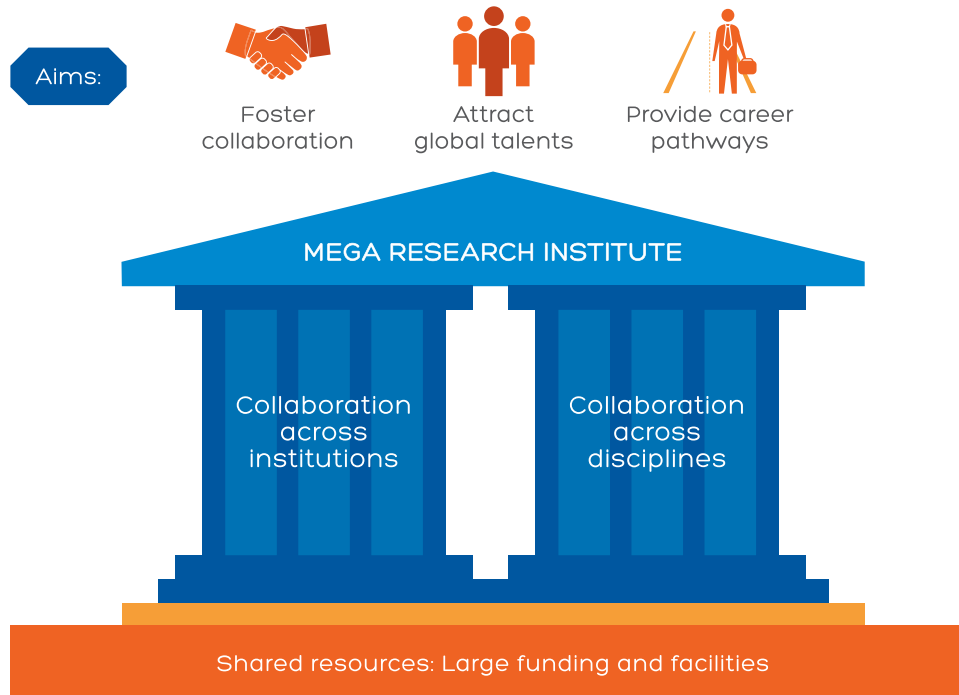 Aims:
Foster
collaboration
Attract
global talents
Provide career
pathways
MEGA RESEARCH INSTITUTE
Collaboration
across
institutions
Collaboration
across
disciplines
Shared resources: Large funding and facilities